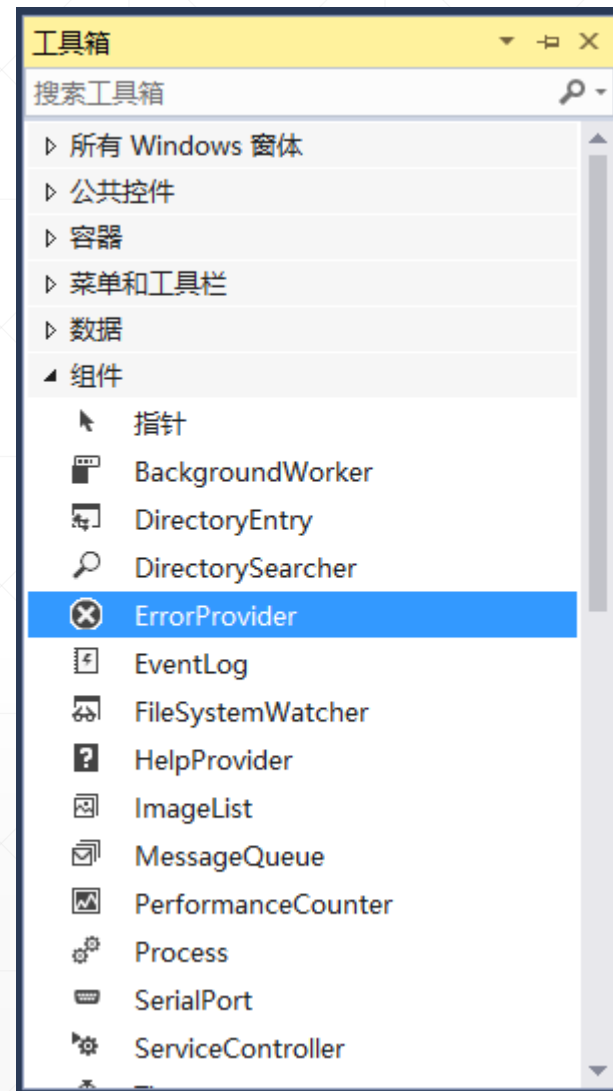 工具箱
搜索工具箱
所有 Windows 窗体
公共控件
容器
菜单和工具栏
数据
组件
指针
BackgroundWorker
DirectoryEntry
DirectorySearcher
ErrorProvider
EventLog
FileSystemWatcher
HelpProvider
ImageList
MessageQueue
PerformanceCounter
Process
SerialPort
ServiceController